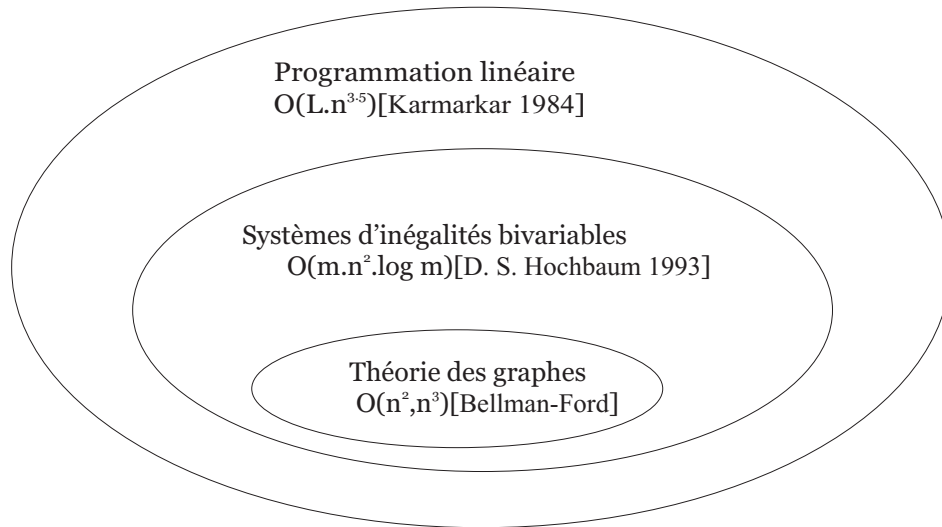 Programmation linéaire
O(L.n³·⁵)[Karmarkar 1984]
Systèmes d’inégalités bivariables
O(m.n².log m)[D. S. Hochbaum 1993]
Théorie des graphes
O(n²,n³)[Bellman-Ford]